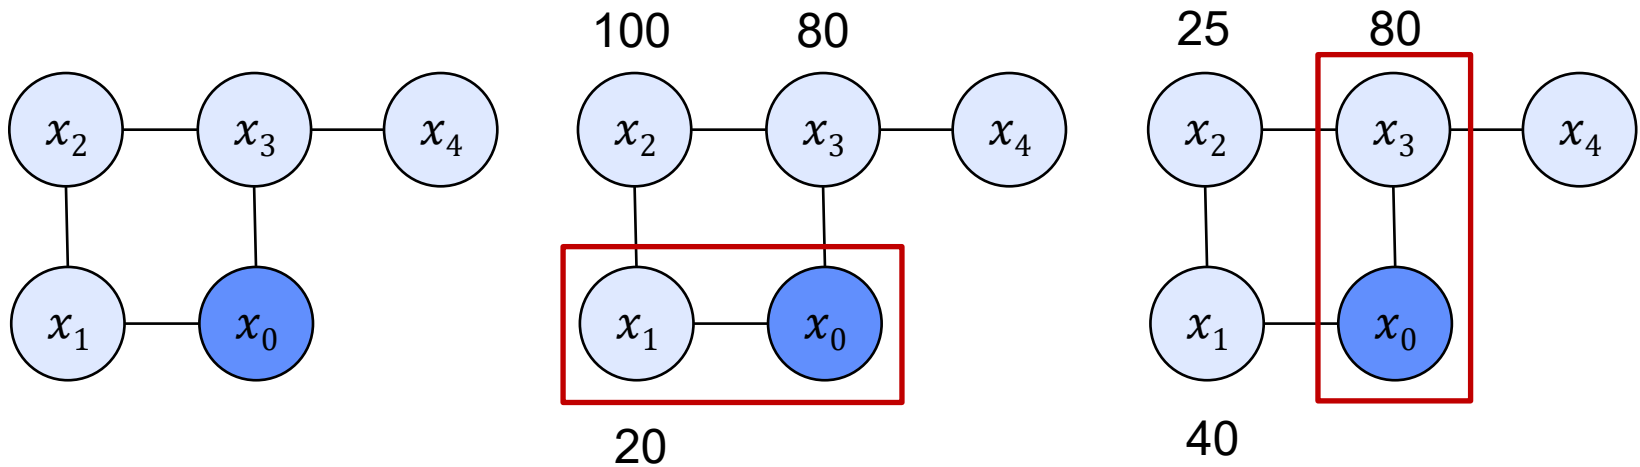 100 80 25 80
x₂ x₃ x₄ x₂ x₃ x₄ x₂ x₃ x₄
x₁ x₀ x₁ x₀ x₁ x₀
20 40